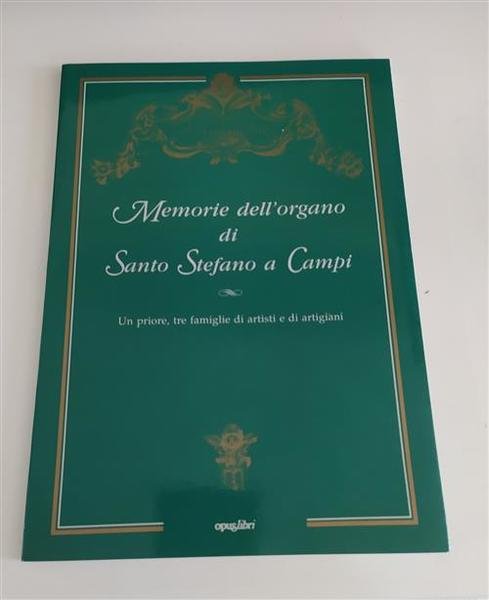 Memorie dell'organo
di
Santo Stefano a Campi
Un priore, tre famiglie di artisti e di artigiani
opuslibri